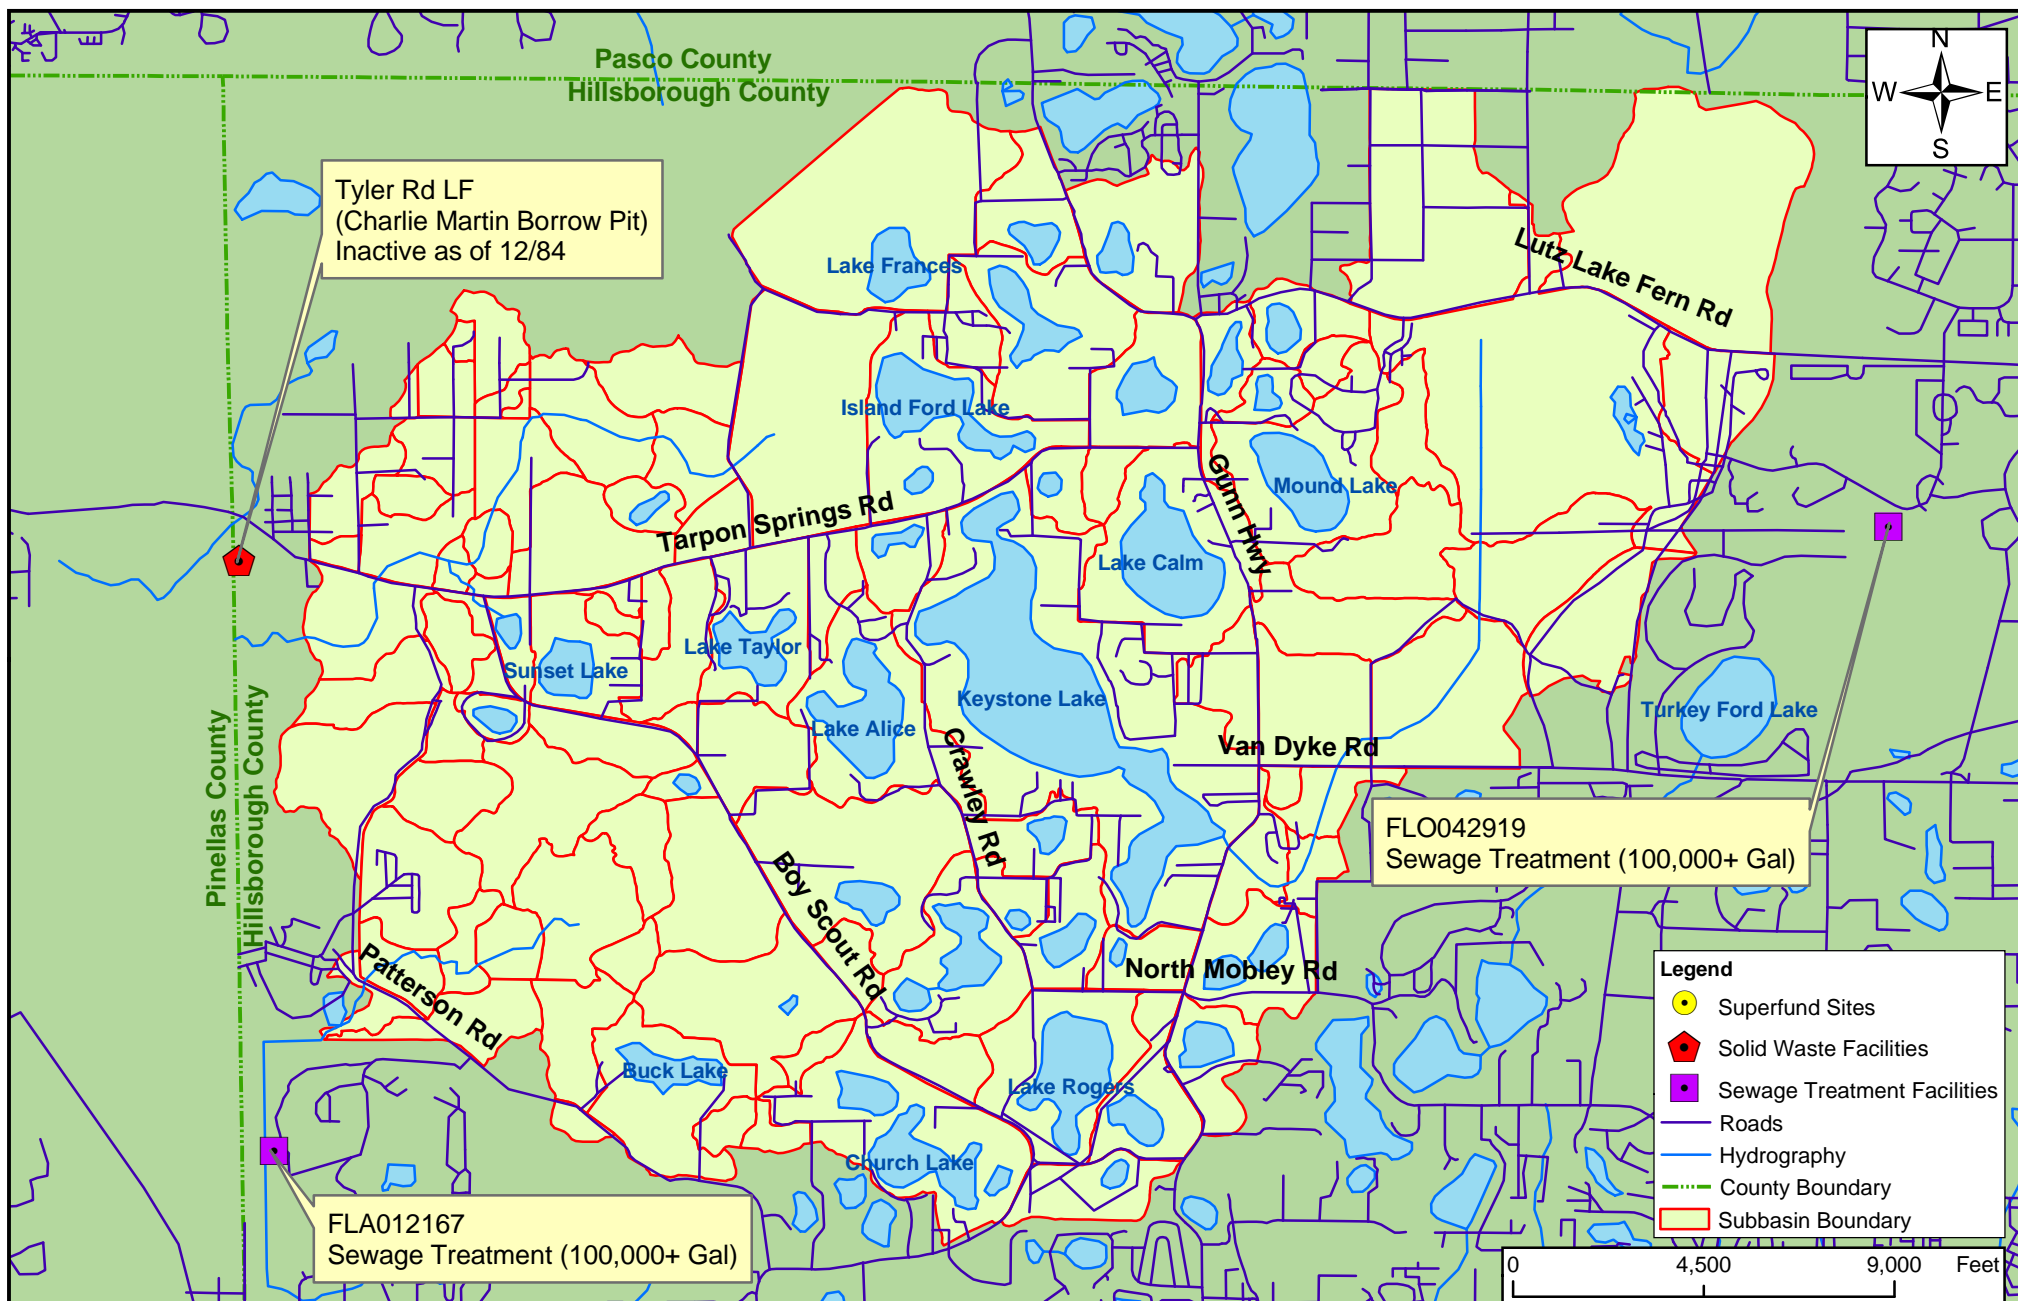 Pasco County
Hillsborough County
N
W
E
S
Tyler Rd LF
(Charlie Martin Borrow Pit)
Inactive as of 12/84
Lake Frances
Lutz Lake Fern Rd
Island Ford Lake
Gunn Hwy
Mound Lake
Tarpon Springs Rd
Lake Calm
Lake Taylor
Sunset Lake
Keystone Lake
Turkey Ford Lake
Lake Alice
Van Dyke Rd
Crawley Rd
Pinellas County
Hillsborough County
FLO042919
Sewage Treatment (100,000+ Gal)
Boy Scout Rd
Patterson Rd
North Mobley Rd
Buck Lake
Lake Rogers
Church Lake
FLA012167
Sewage Treatment (100,000+ Gal)
Legend
Superfund Sites
Solid Waste Facilities
Sewage Treatment Facilities
Roads
Hydrography
County Boundary
Subbasin Boundary
0 4,500 9,000 Feet